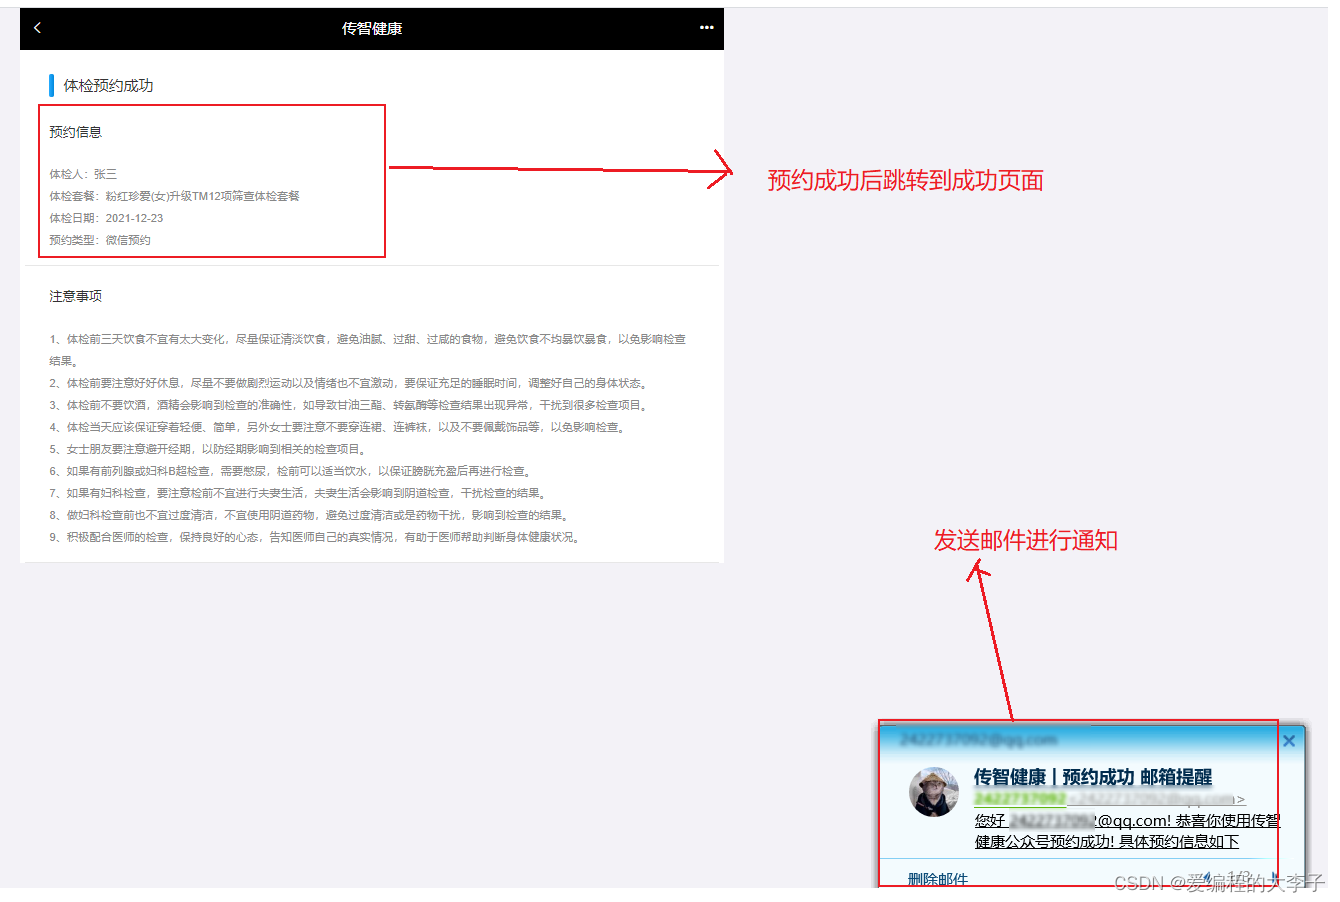 传智健康
体检预约成功
预约信息
体检人：张三
体检套餐：粉红珍爱(女)升级TM12项筛查体检套餐
体检日期：2021-12-23
预约类型：微信预约
预约成功后跳转到成功页面
注意事项
1、体检前三天饮食不宜有太大变化，尽量保证清淡饮食，避免油腻、过甜、过咸的食物，避免饮食不均暴饮暴食，以免影响检查
结果。
2、体检前要注意好好休息，尽量不要做剧烈运动以及情绪也不宜激动，要保证充足的睡眠时间，调整好自己的身体状态。
3、体检前不要饮酒，酒精会影响到检查的准确性，如导致甘油三酯、转氨酶等检查结果出现异常，干扰到很多检查项目。
4、体检当天应该保证穿着轻便、简单，另外女士要注意不要穿连裙、连裤袜，以及不要佩戴饰品等，以免影响检查。
5、女士朋友要注意避开经期，以防经期影响到相关的检查项目。
6、如果有前列腺或妇科B超检查，需要憋尿，检前可以适当饮水，以保证膀胱充盈后再进行检查。
7、如果有妇科检查，要注意检前不宜进行夫妻生活，夫妻生活会影响到阴道检查，干扰检查的结果。
8、做妇科检查前也不宜过度清洁，不宜使用阴道药物，避免过度清洁或是药物干扰，影响到检查的结果。
9、积极配合医师的检查，保持良好的心态，告知医师自己的真实情况，有助于医师帮助判断身体健康状况。
发送邮件进行通知
传智健康 | 预约成功 邮箱提醒
您好 @qq.com! 恭喜你使用传智
健康公众号预约成功! 具体预约信息如下
删除邮件 1/3
CSDN @爱编程的大李子